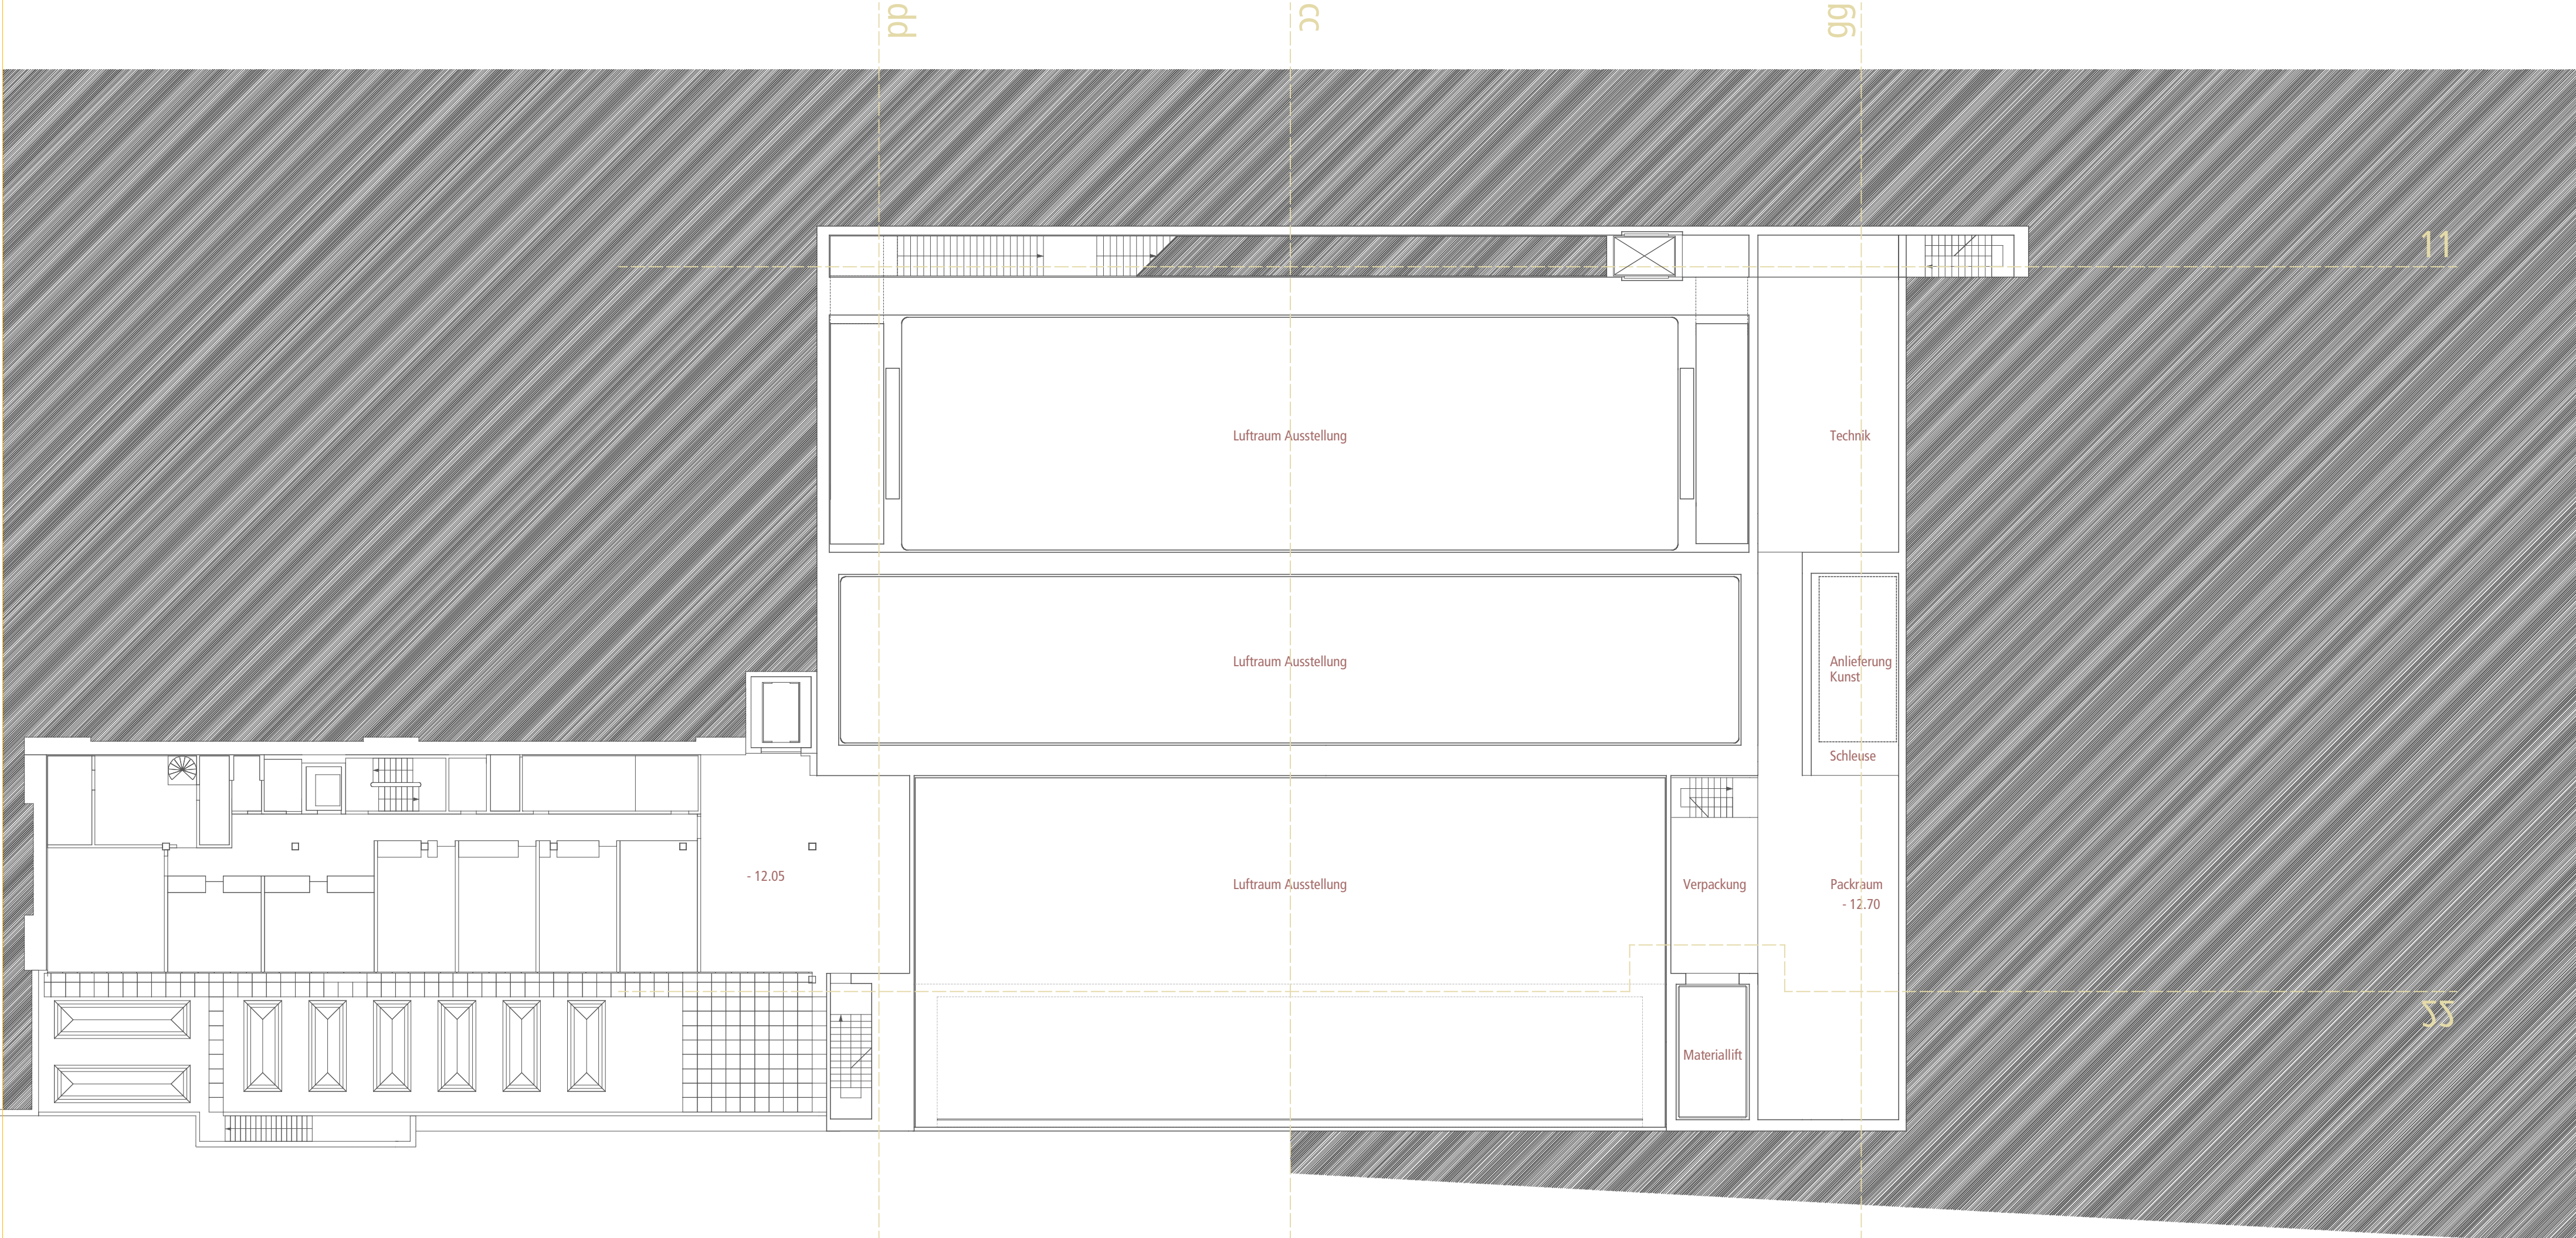 dd
cc
gg
11
Luftraum Ausstellung
Technik
Luftraum Ausstellung
Anlieferung
Kunst
Schleuse
- 12.05
Luftraum Ausstellung
Verpackung
Packraum
- 12.70
22
Materiallift